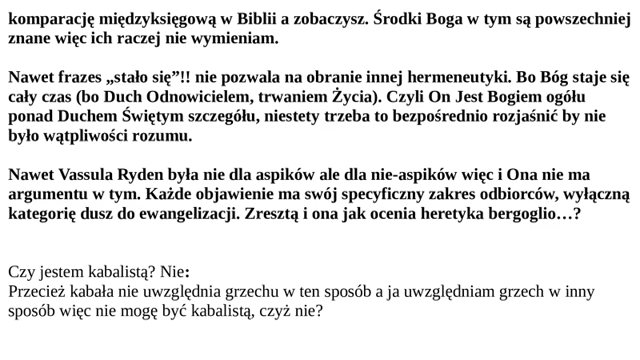 komparację międzyksięgową w Biblii a zobaczysz. Środki Boga w tym są powszechniej
znane więc ich raczej nie wymieniam.
Nawet frazes „stało się”!! nie pozwala na obranie innej hermeneutyki. Bo Bóg staje się
cały czas (bo Duch Odnowicielem, trwaniem Życia). Czyli On Jest Bogiem ogółu
ponad Duchem Świętym szczegółu, niestety trzeba to bezpośrednio rozjaśnić by nie
było wątpliwości rozumu.
Nawet Vassula Ryden była nie dla aspików ale dla nie-aspików więc i Ona nie ma
argumentu w tym. Każde objawienie ma swój specyficzny zakres odbiorców, wyłączną
kategorię dusz do ewangelizacji. Zresztą i ona jak ocenia heretyka bergoglio…?
Czy jestem kabalistą? Nie:
Przecież kabała nie uwzględnia grzechu w ten sposób a ja uwzględniam grzech w inny
sposób więc nie mogę być kabalistą, czyż nie?